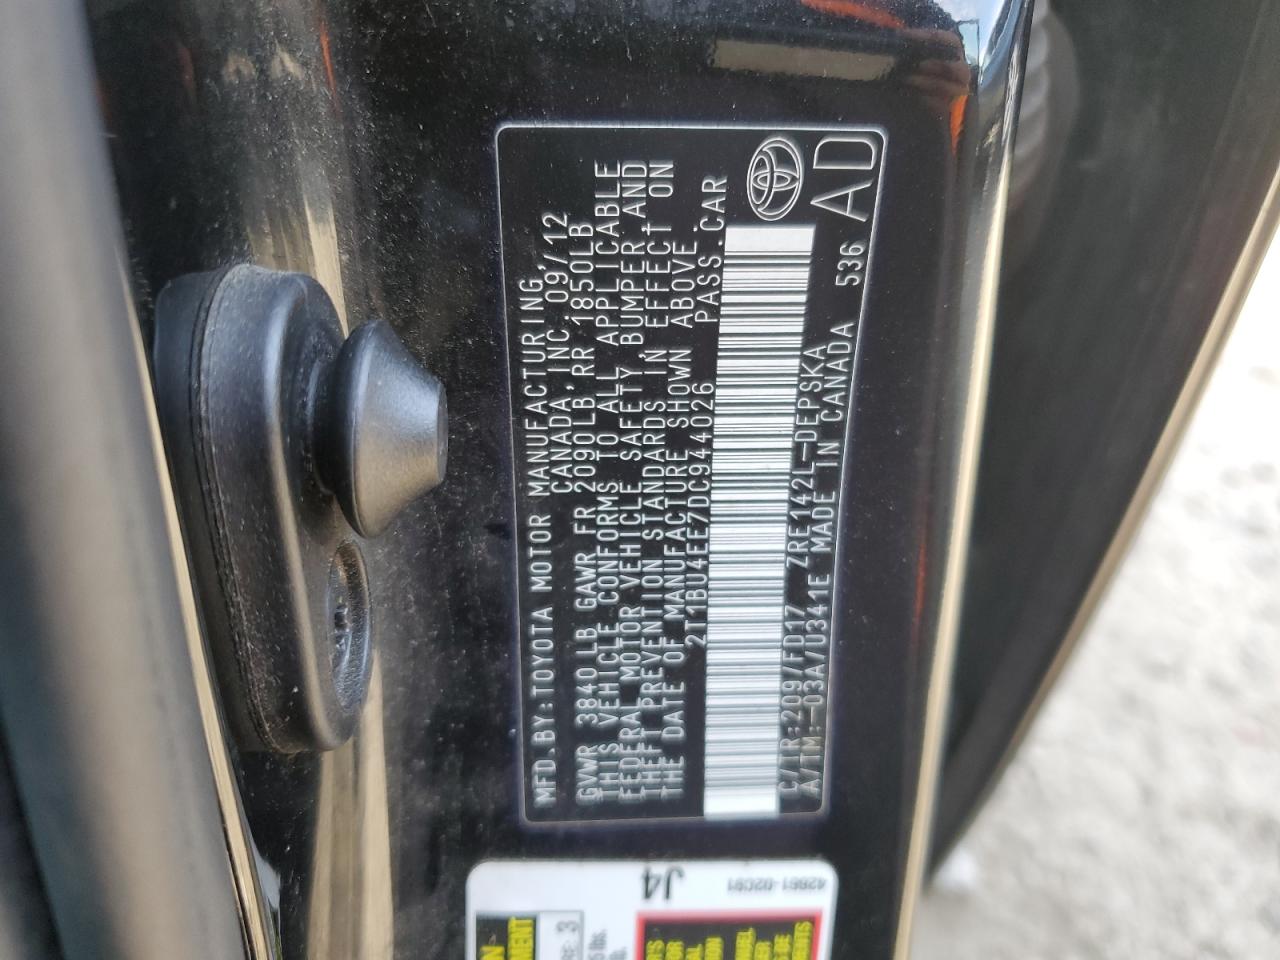 MFD.BY:TOYOTA MOTOR MANUFACTURING,
CANADA,INC.09/12
GVWR 3840LB GAWR FR 2090LB,RR 1850LB
THIS VEHICLE CONFORMS TO ALL APPLICABLE
FEDERAL MOTOR VEHICLE SAFETY,BUMPER AND
THEFT PREVENTION STANDARDS IN EFFECT ON
THE DATE OF MANUFACTURE SHOWN ABOVE.
2T1BU4EE7DC944026 PASS.CAR
C/TR:209/FD17 ZRE142L-DEPSKA
A/TM:-03A/U341E MADE IN CANADA 536
AD
J4
42661-02C91